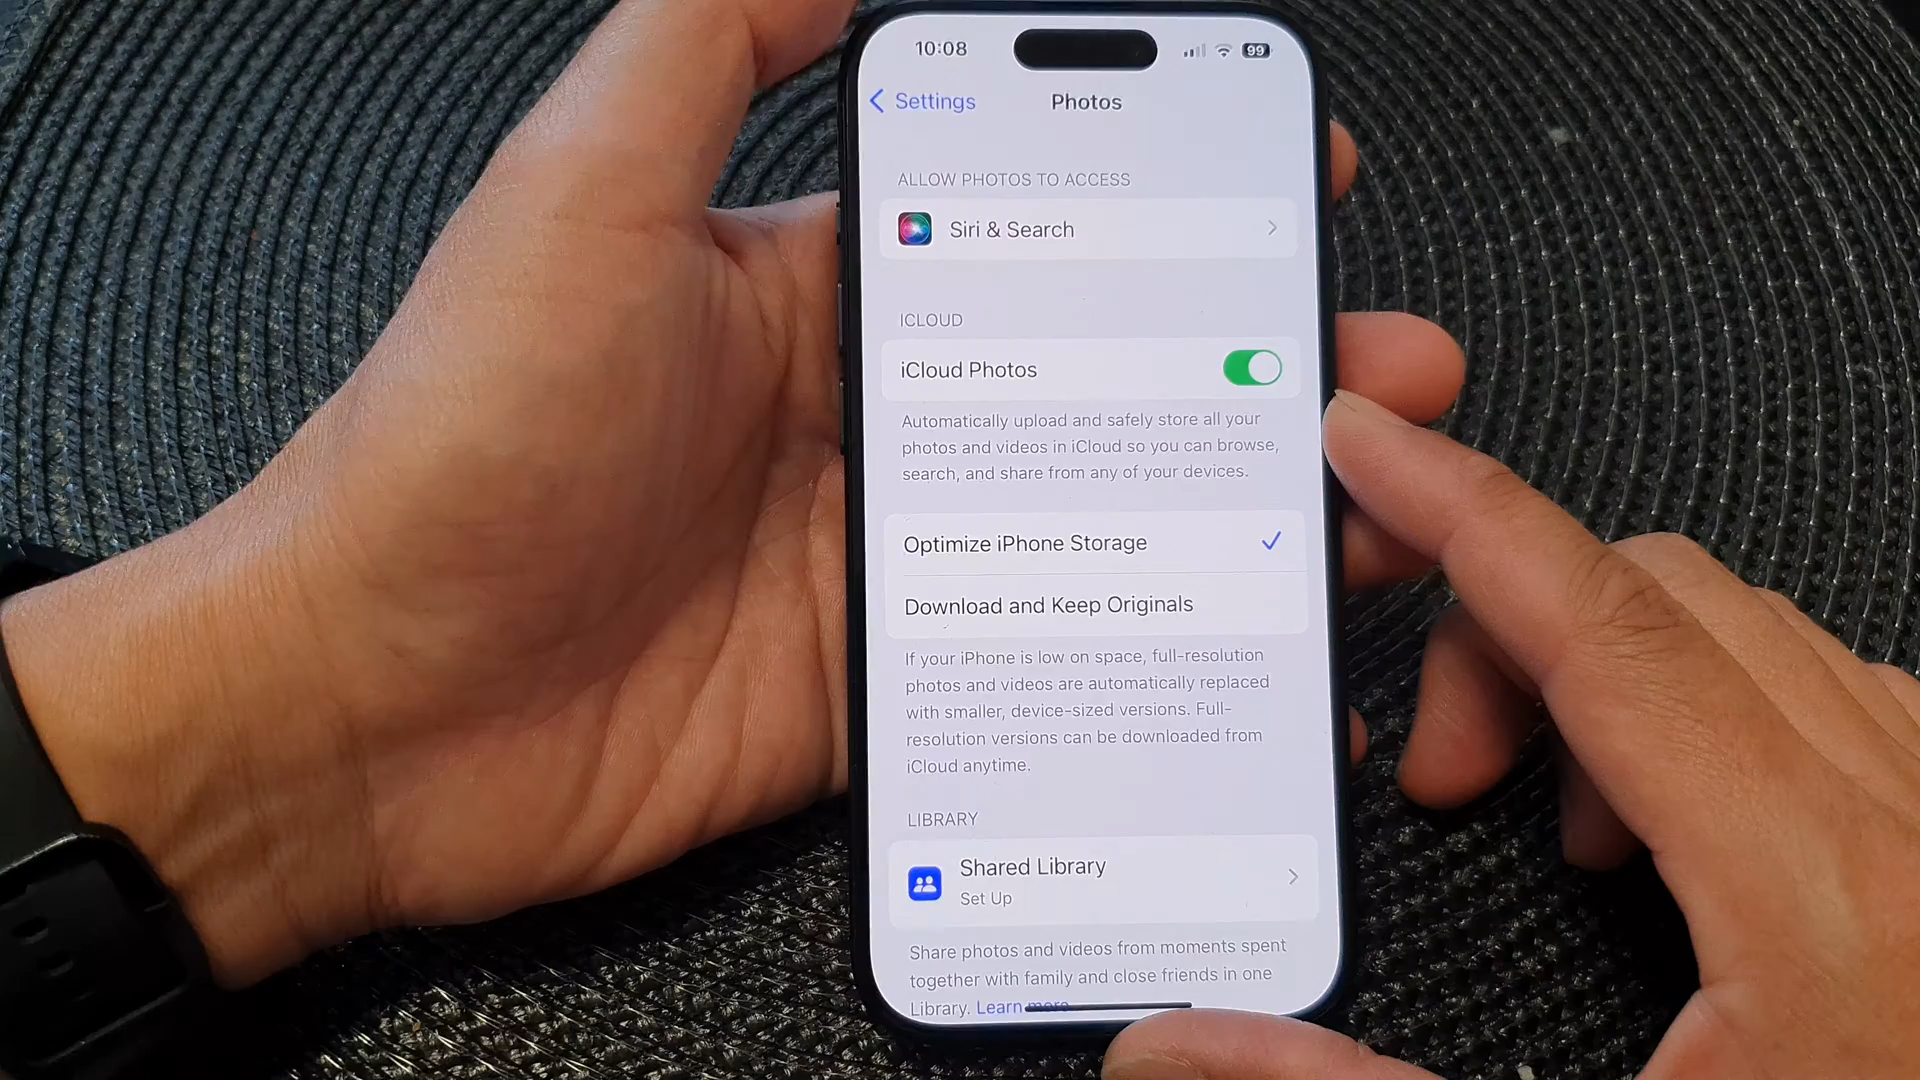 10:08
99
Settings
Photos
ALLOW PHOTOS TO ACCESS
Siri & Search
ICLOUD
iCloud Photos
Automatically upload and safely store all your
photos and videos in iCloud so you can browse,
search, and share from any of your devices.
Optimize iPhone Storage
Download and Keep Originals
If your iPhone is low on space, full-resolution
photos and videos are automatically replaced
with smaller, device-sized versions. Full-
resolution versions can be downloaded from
iCloud anytime.
LIBRARY
Shared Library
Set Up
Share photos and videos from moments spent
together with family and close friends in one
Library. Learn more